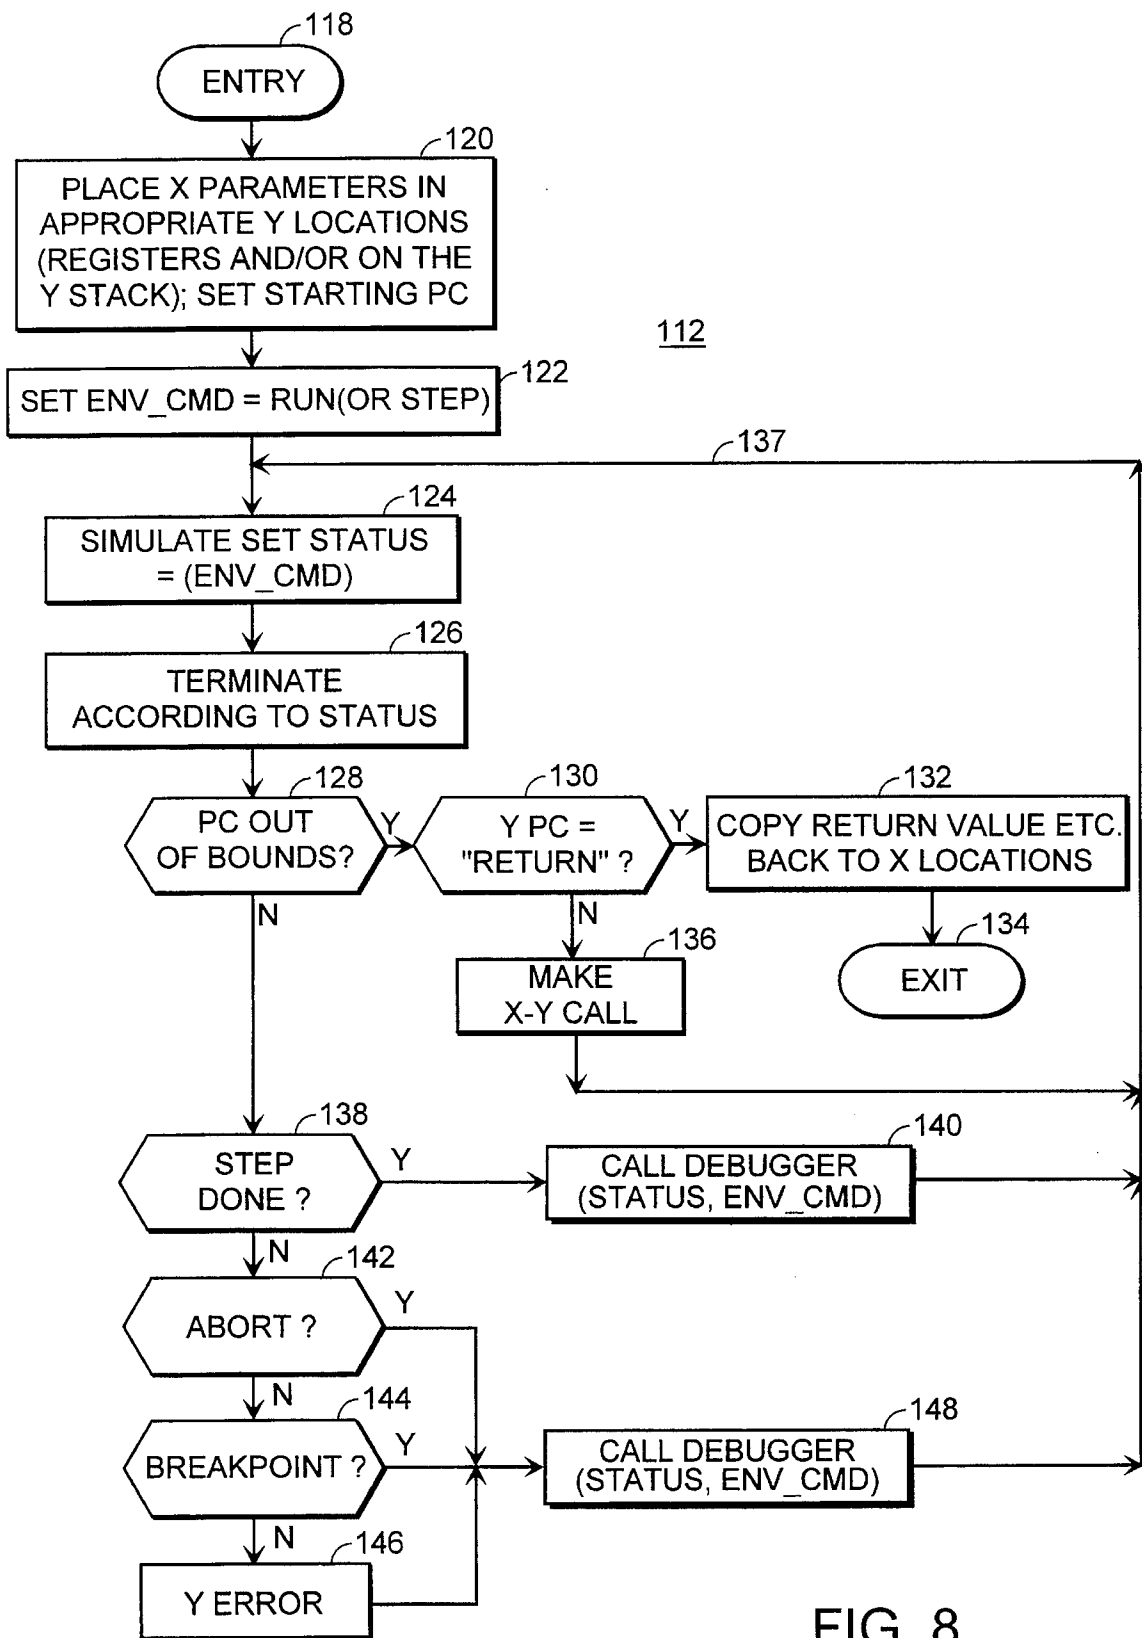 118
ENTRY
120
PLACE X PARAMETERS IN
APPROPRIATE Y LOCATIONS
(REGISTERS AND/OR ON THE
Y STACK); SET STARTING PC
112
122
SET ENV_CMD = RUN(OR STEP)
137
124
SIMULATE SET STATUS
= (ENV_CMD)
126
TERMINATE
ACCORDING TO STATUS
128
PC OUT
OF BOUNDS?
Y
130
Y PC =
"RETURN" ?
Y
132
COPY RETURN VALUE ETC.
BACK TO X LOCATIONS
N
N
136
MAKE
X-Y CALL
134
EXIT
138
STEP
DONE ?
Y
140
CALL DEBUGGER
(STATUS, ENV_CMD)
N
142
ABORT ?
Y
N
144
BREAKPOINT ?
Y
148
CALL DEBUGGER
(STATUS, ENV_CMD)
N
146
Y ERROR
FIG. 8